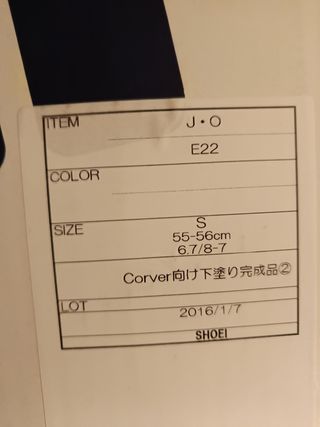 ITEM
J・O
E22
COLOR
SIZE
S
55-56cm
6.7/8-7
Corver向け下塗り完成品②
LOT
2016/1/7
SHOEI